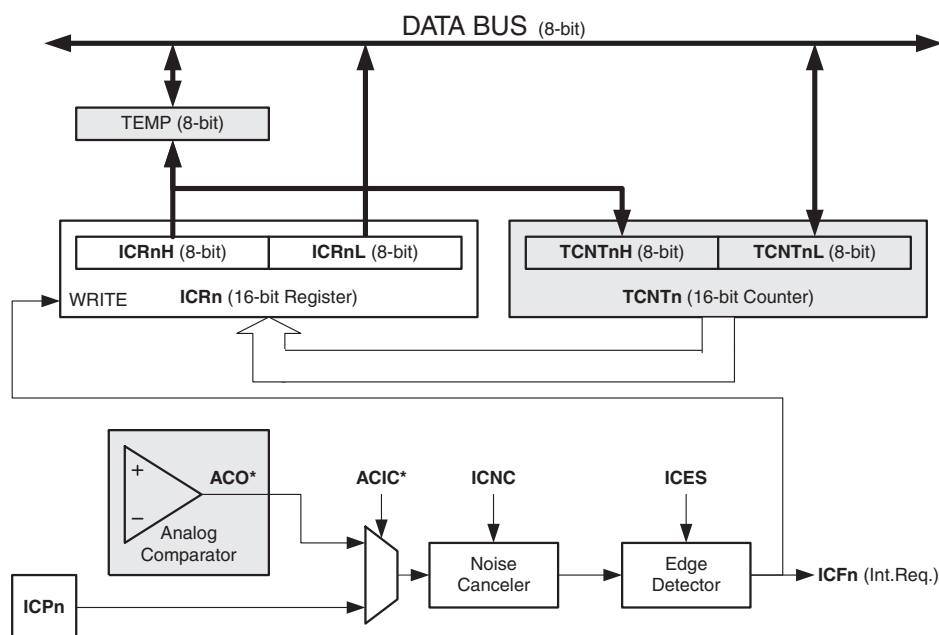 DATA BUS (8-bit)
TEMP (8-bit)
ICRnH (8-bit) ICRnL (8-bit) TCNTnH (8-bit) TCNTnL (8-bit)
WRITE ICRn (16-bit Register) TCNTn (16-bit Counter)
+ ACO* ACIC* ICNC ICES
−
Analog
Comparator
Noise
Canceler
Edge
Detector
ICFn (Int.Req.)
ICPn